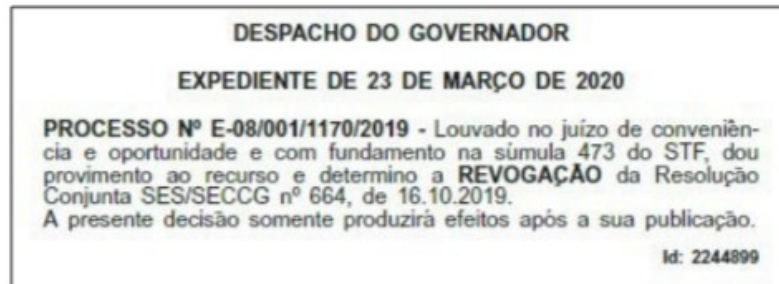 DESPACHO DO GOVERNADOR
EXPEDIENTE DE 23 DE MARÇO DE 2020
PROCESSO Nº E-08/001/1170/2019 - Louvado no juízo de conveniên-
cia e oportunidade e com fundamento na súmula 473 do STF, dou
provimento ao recurso e determino a REVOGAÇÃO da Resolução
Conjunta SES/SECCG nº 664, de 16.10.2019.
A presente decisão somente produzirá efeitos após a sua publicação.
Id: 2244899